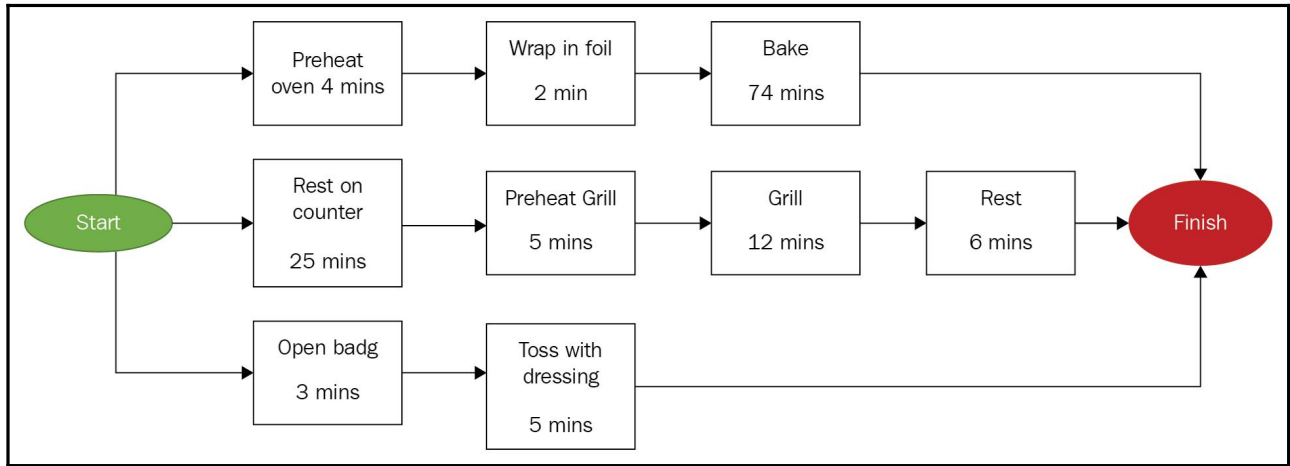 Preheat
oven 4 mins
Wrap in foil
2 min
Bake
74 mins
Start
Rest on
counter
25 mins
Preheat Grill
5 mins
Grill
12 mins
Rest
6 mins
Finish
Open badg
3 mins
Toss with
dressing
5 mins